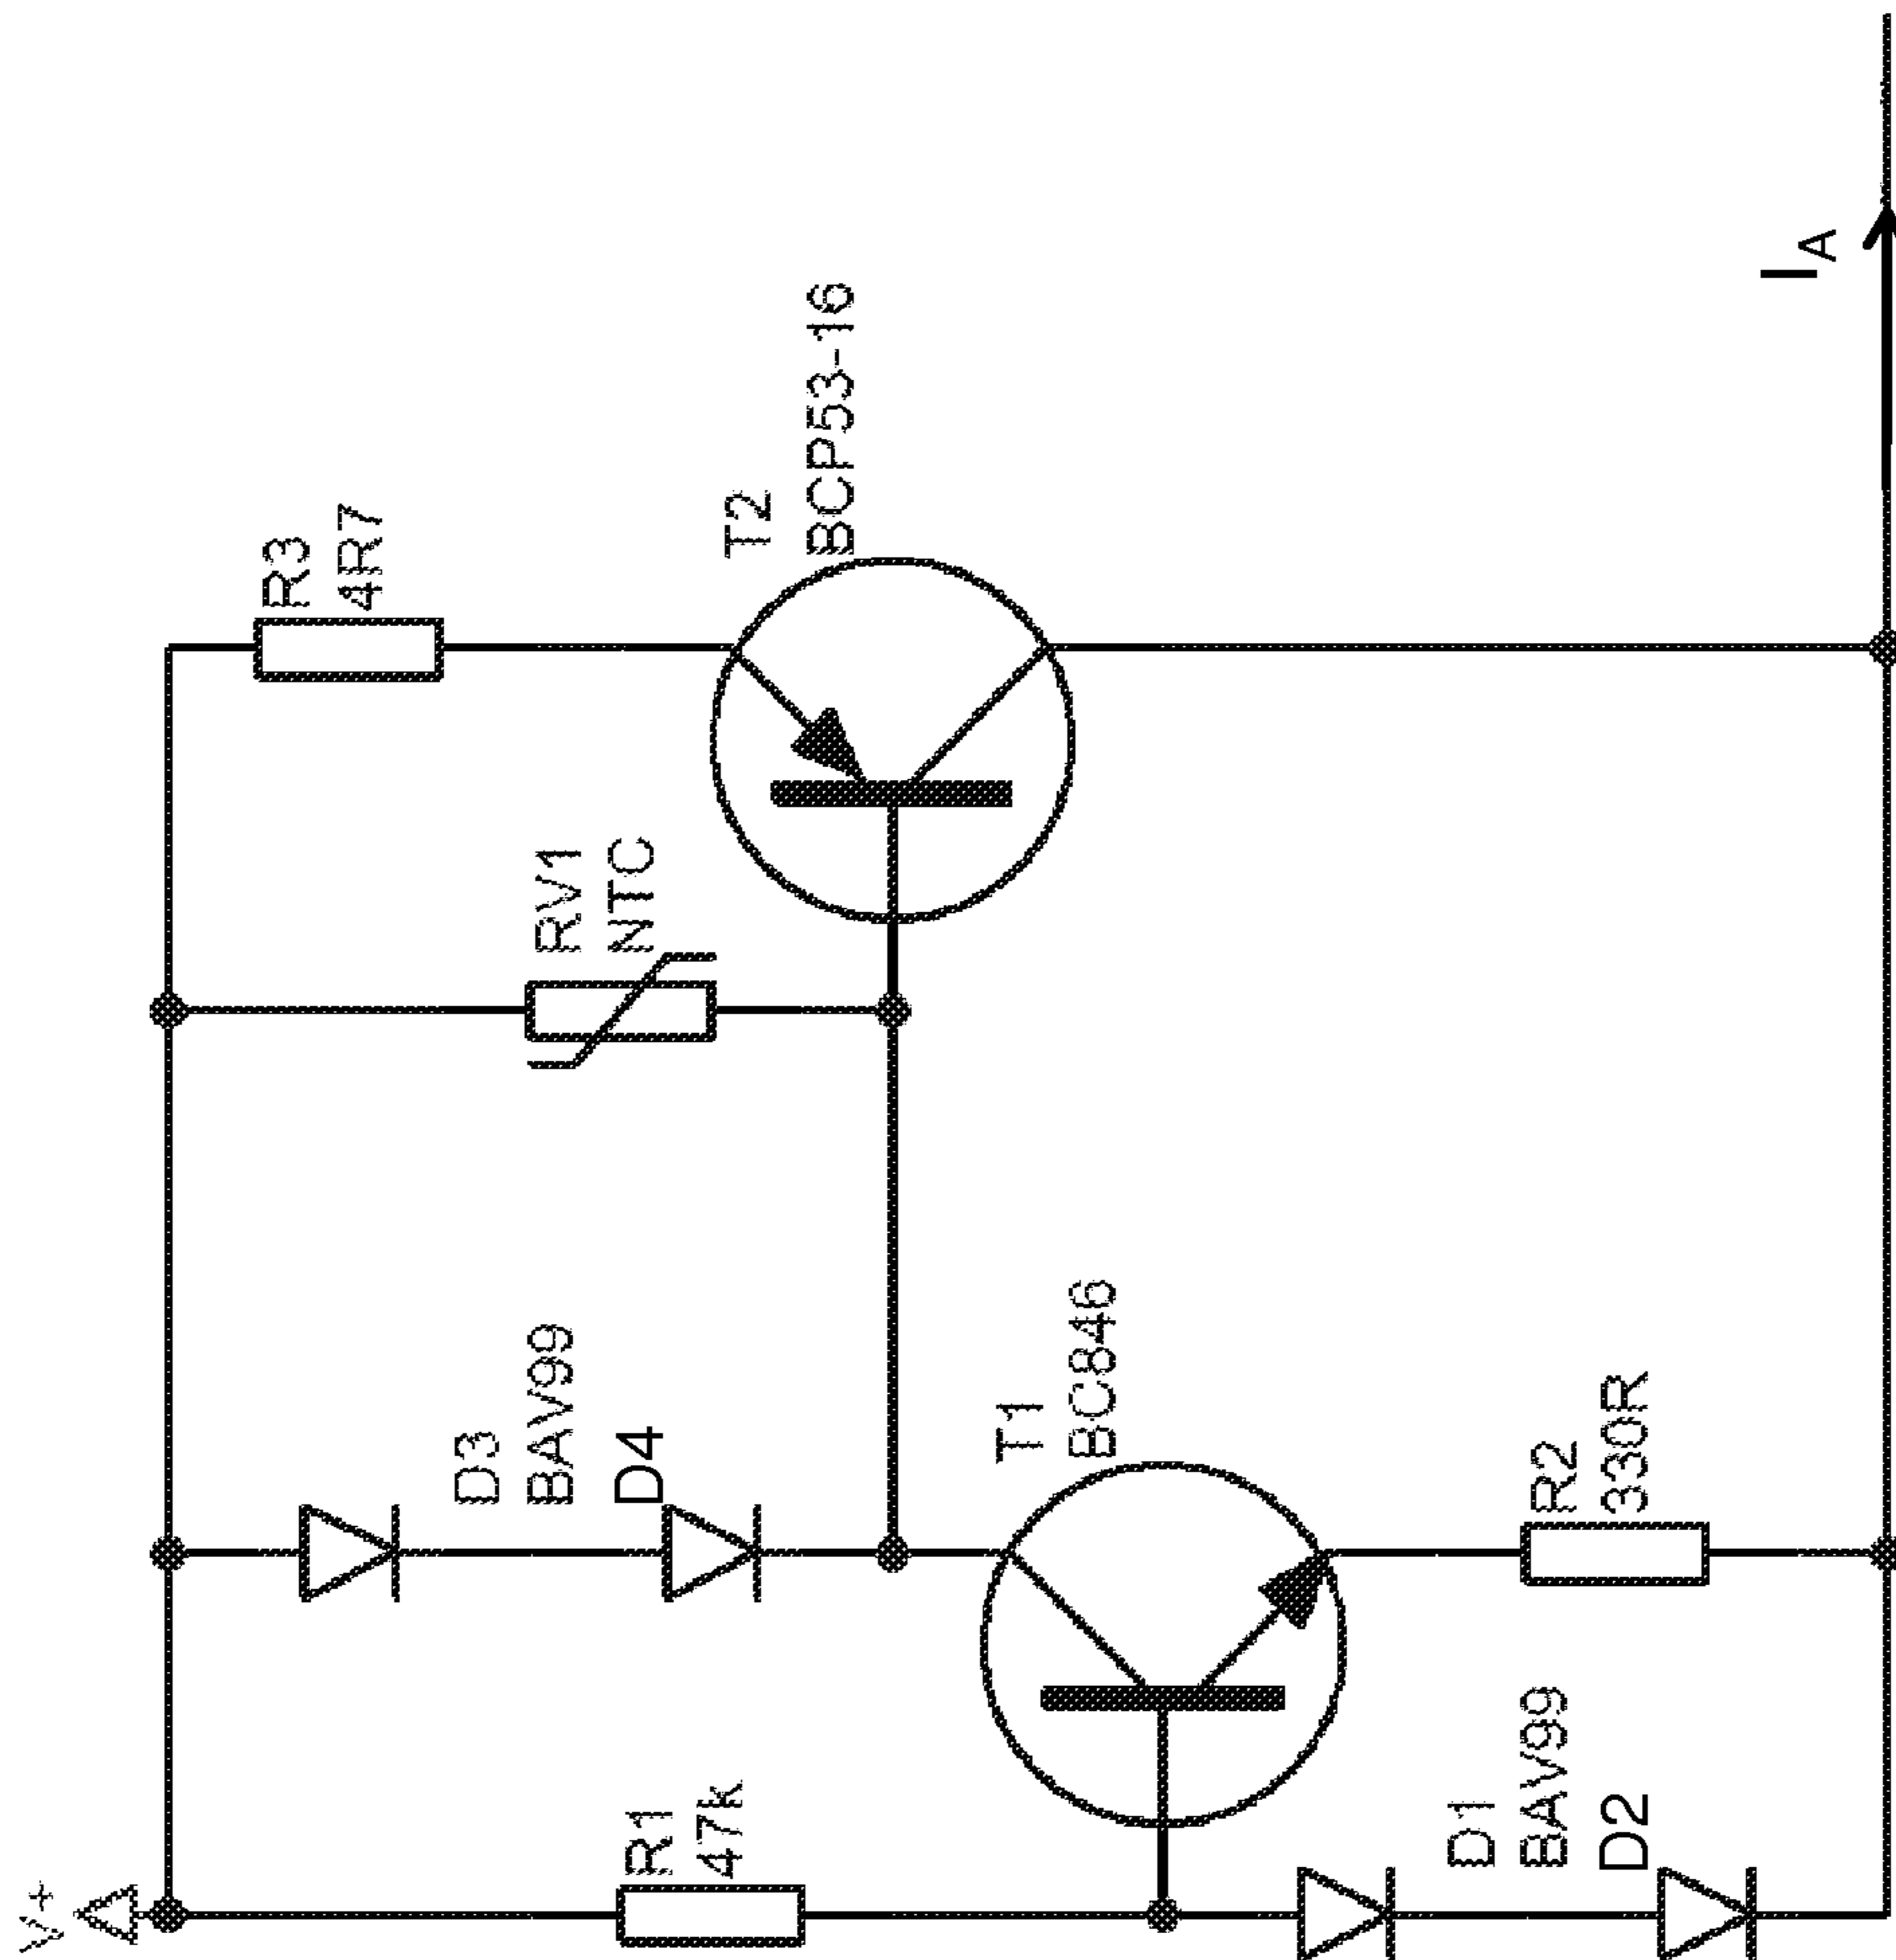 V+
R3
4R7
RV1
NTC
D3
BAV99
D4
R1
47k
T2
BCP53-16
T1
BC846
D1
BAV99
D2
R2
330R
IA